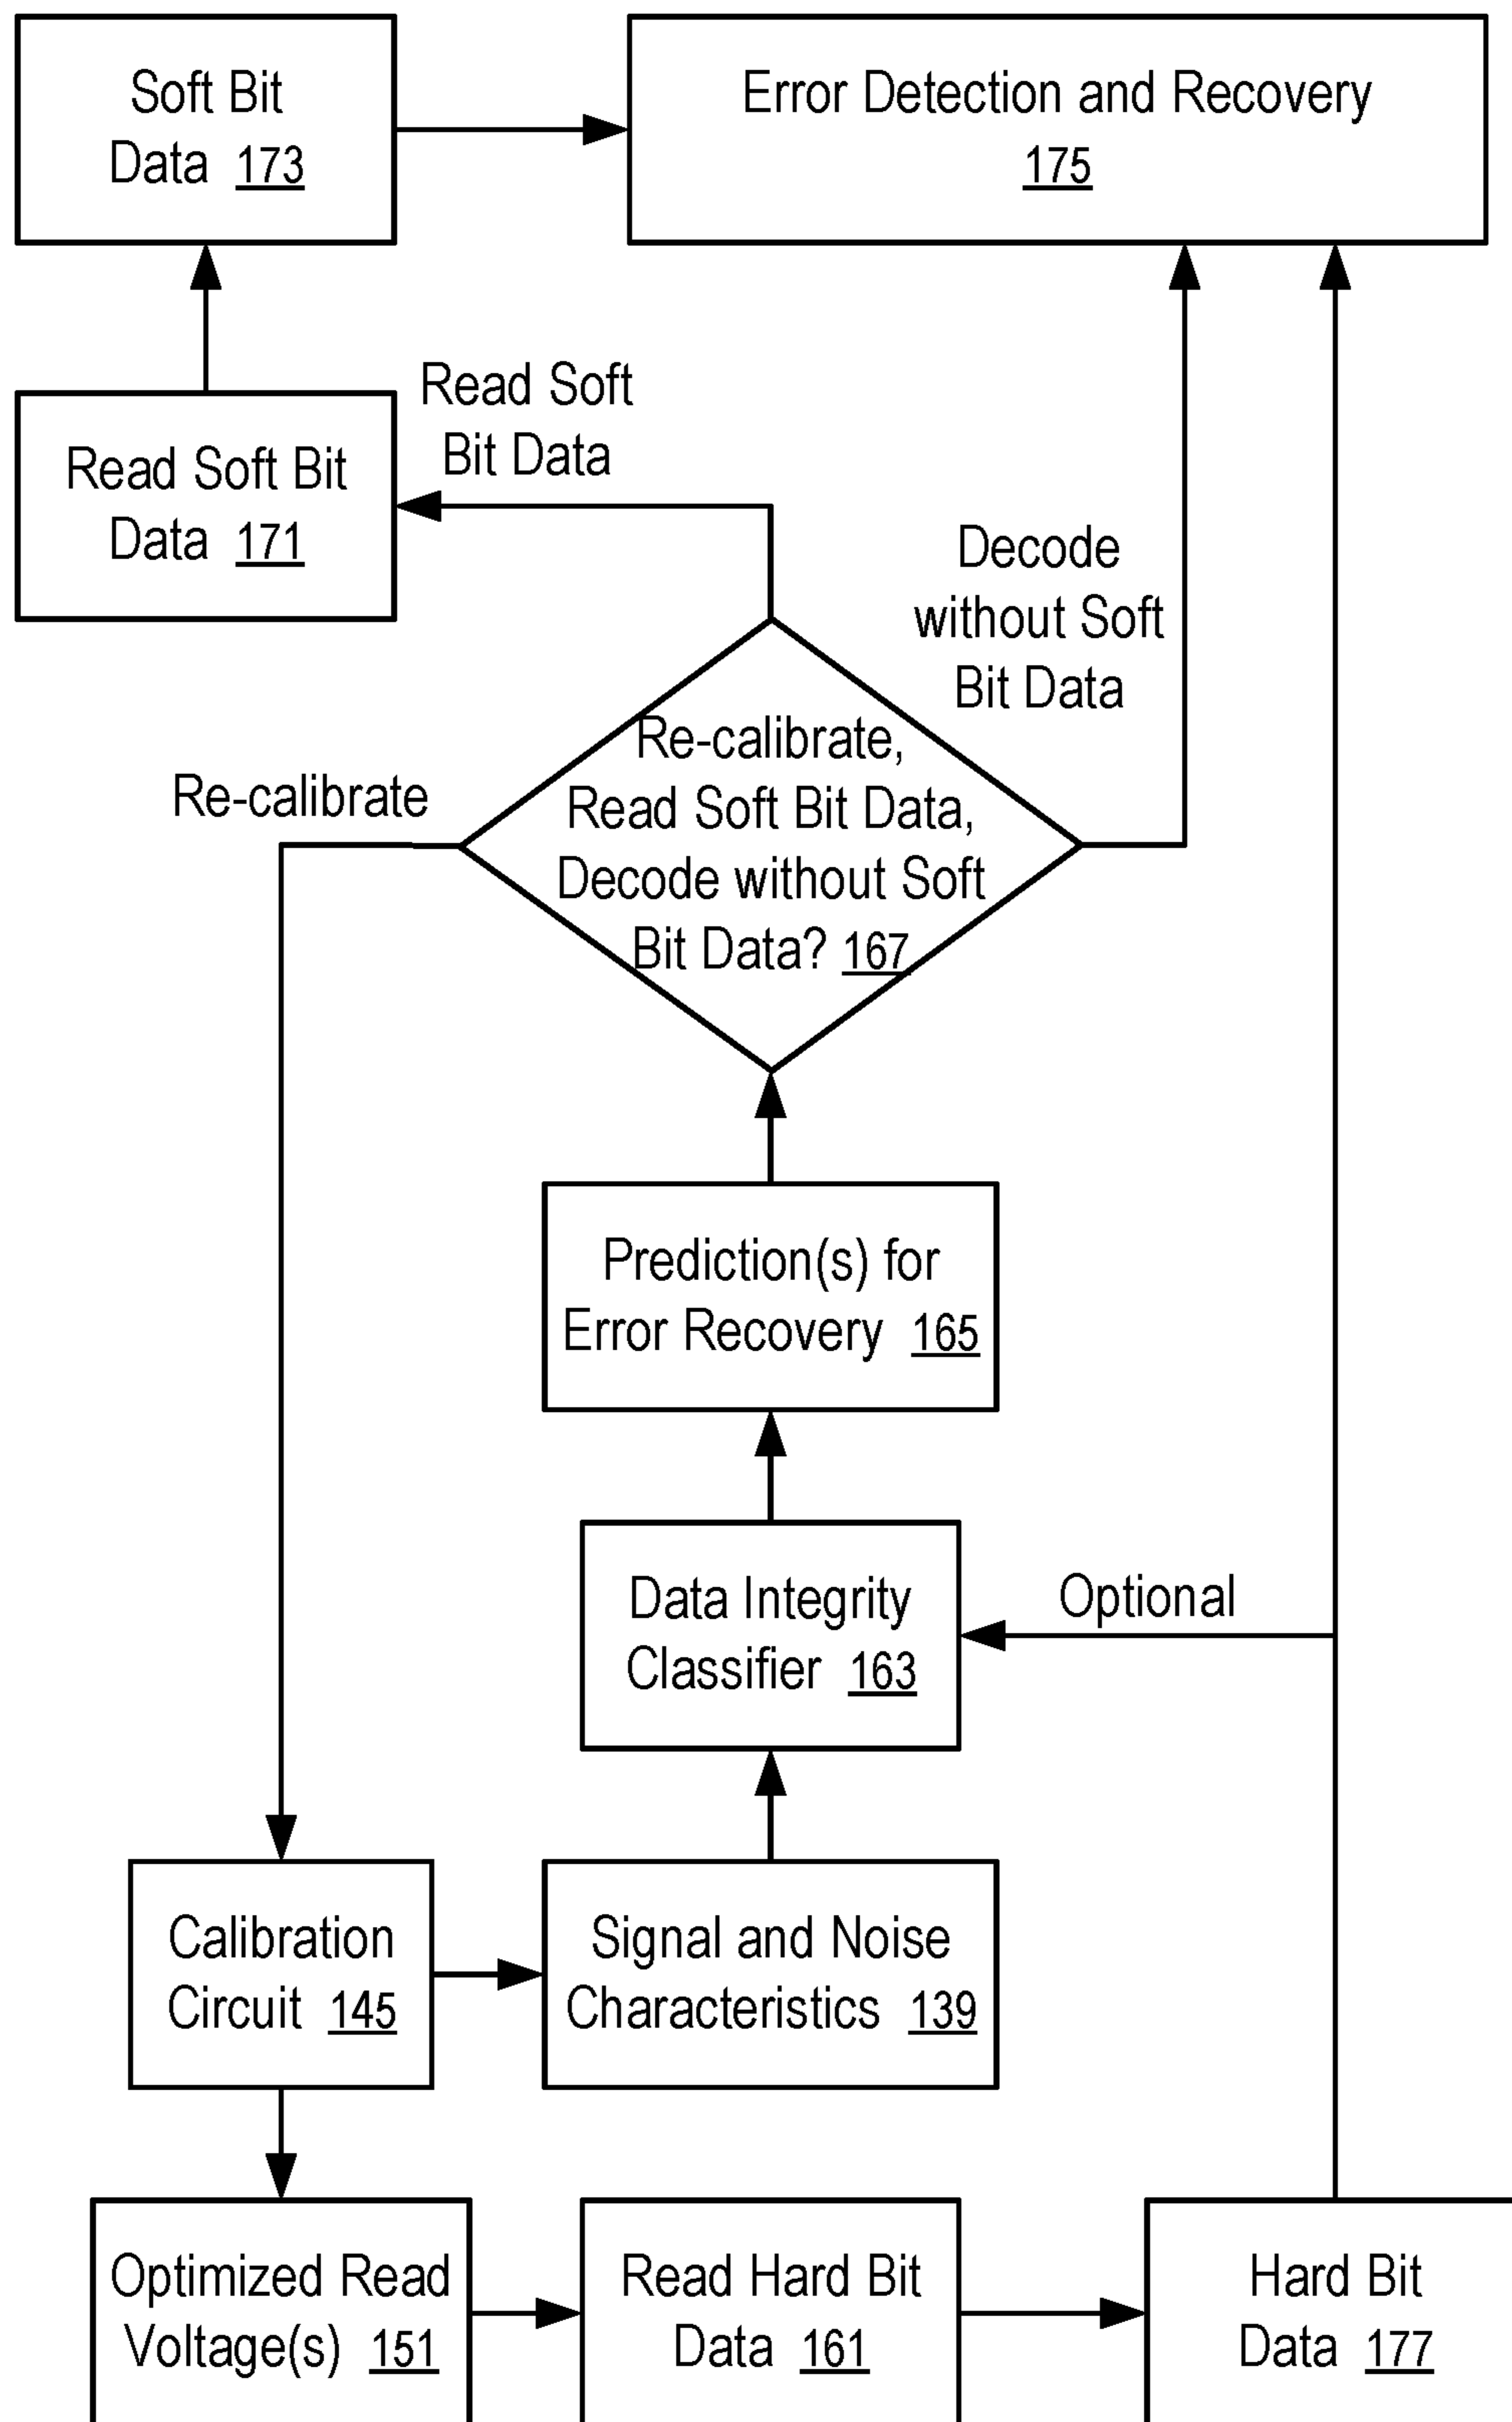 Soft Bit
Data 173
Error Detection and Recovery
175
Read Soft
Bit Data
Read Soft Bit
Data 171
Decode
without Soft
Bit Data
Re-calibrate
Re-calibrate,
Read Soft Bit Data,
Decode without Soft
Bit Data? 167
Prediction(s) for
Error Recovery 165
Data Integrity
Classifier 163
Optional
Calibration
Circuit 145
Signal and Noise
Characteristics 139
Optimized Read
Voltage(s) 151
Read Hard Bit
Data 161
Hard Bit
Data 177